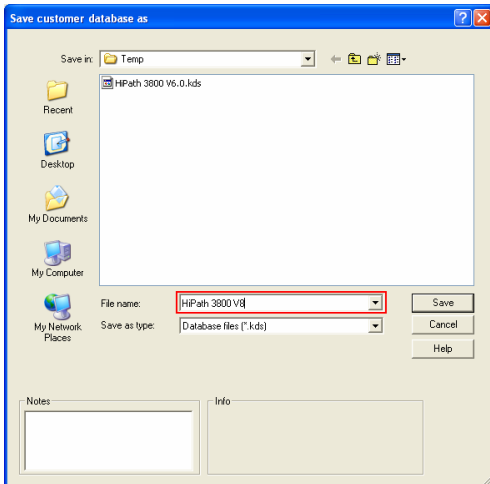 Save customer database as
Save in: Temp
HiPath 3800 V6.0.kds
Recent
Desktop
My Documents
My Computer
My Network
Places
File name: HiPath 3800 V8 Save
Save as type: Database files (*.kds) Cancel
Help
Notes Info